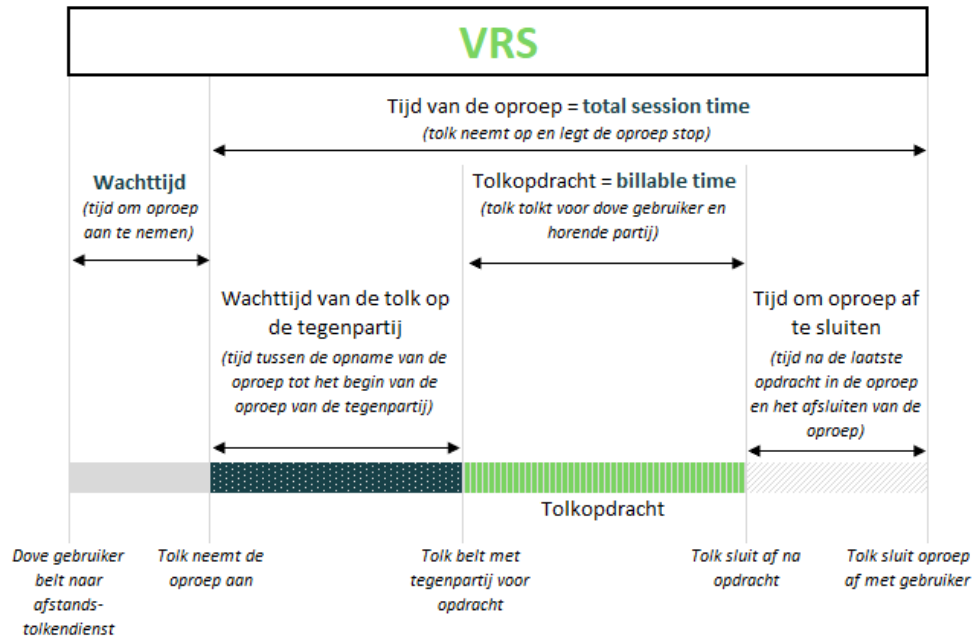 VRS
Tijd van de oproep = total session time
(tolk neemt op en legt de oproep stop)
Wachttijd
(tijd om oproep
aan te nemen)
Tolkopdracht = billable time
(tolk tolkt voor dove gebruiker en
horende partij)
Wachttijd van de tolk op
de tegenpartij
(tijd tussen de opname van de
oproep tot het begin van de
oproep van de tegenpartij)
Tijd om oproep af
te sluiten
(tijd na de laatste
opdracht in de oproep
en het afsluiten van de
oproep)
Tolkopdracht
Dove gebruiker
belt naar
afstands-
tolkendienst
Tolk neemt de
oproep aan
Tolk belt met
tegenpartij voor
opdracht
Tolk sluit af na
opdracht
Tolk sluit oproep
af met gebruiker